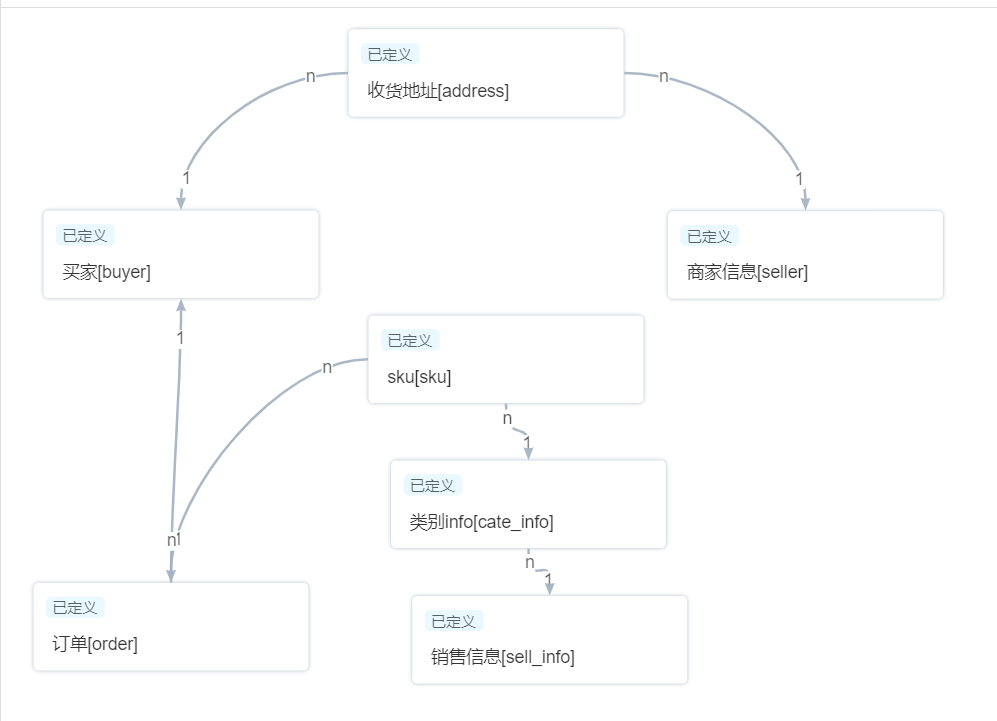 已定义
收货地址[address]
n
n
1
1
已定义
买家[buyer]
已定义
商家信息[seller]
1
已定义
sku[sku]
n
n
1
已定义
类别info[cate_info]
n1
n
1
已定义
订单[order]
已定义
销售信息[sell_info]